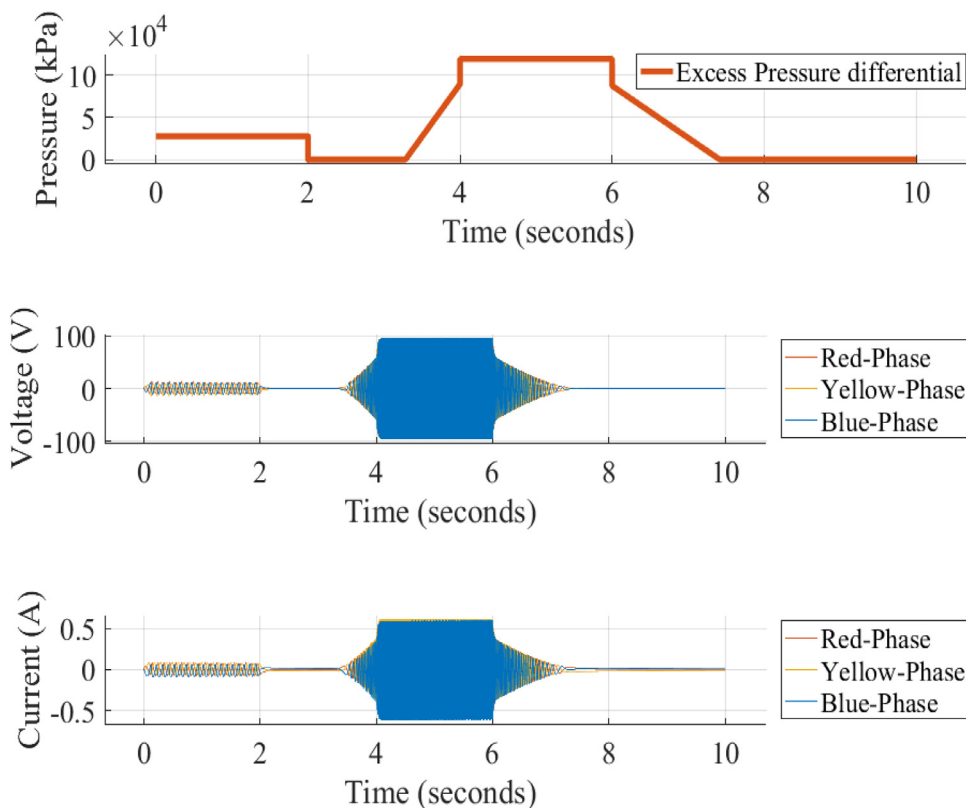 ×10⁴
Pressure (kPa)
10
5
0
Excess Pressure differential
0 2 4 6 8 10
Time (seconds)
Voltage (V)
100
0
-100
Red-Phase
Yellow-Phase
Blue-Phase
0 2 4 6 8 10
Time (seconds)
Current (A)
0.5
0
-0.5
Red-Phase
Yellow-Phase
Blue-Phase
0 2 4 6 8 10
Time (seconds)